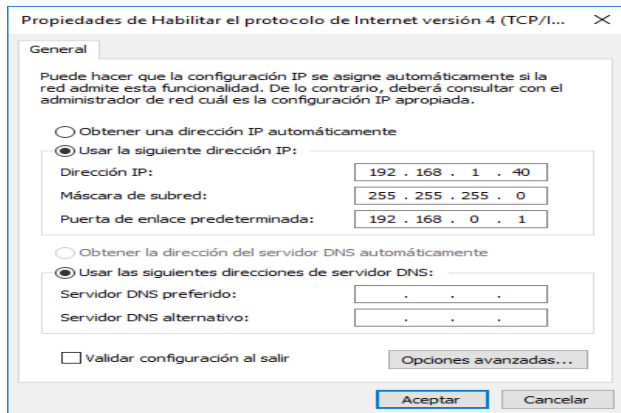 Propiedades de Habilitar el protocolo de Internet versión 4 (TCP/I...
General
Puede hacer que la configuración IP se asigne automáticamente si la
red admite esta funcionalidad. De lo contrario, deberá consultar con el
administrador de red cuál es la configuración IP apropiada.
Obtener una dirección IP automáticamente
Usar la siguiente dirección IP:
Dirección IP: 192 . 168 . 1 . 40
Máscara de subred: 255 . 255 . 255 . 0
Puerta de enlace predeterminada: 192 . 168 . 0 . 1
Obtener la dirección del servidor DNS automáticamente
Usar las siguientes direcciones de servidor DNS:
Servidor DNS preferido: . . .
Servidor DNS alternativo: . . .
Validar configuración al salir Opciones avanzadas...
Aceptar Cancelar